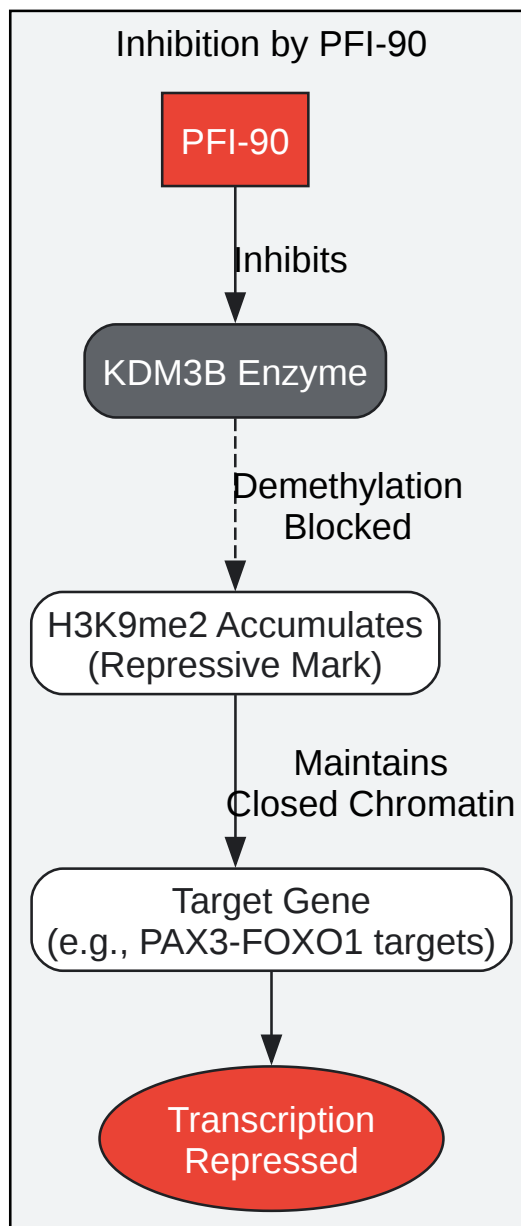 Inhibition by PFI-90
PFI-90
Inhibits
KDM3B Enzyme
Demethylation
Blocked
H3K9me2 Accumulates
(Repressive Mark)
Maintains
Closed Chromatin
Target Gene
(e.g., PAX3-FOXO1 targets)
Transcription
Repressed